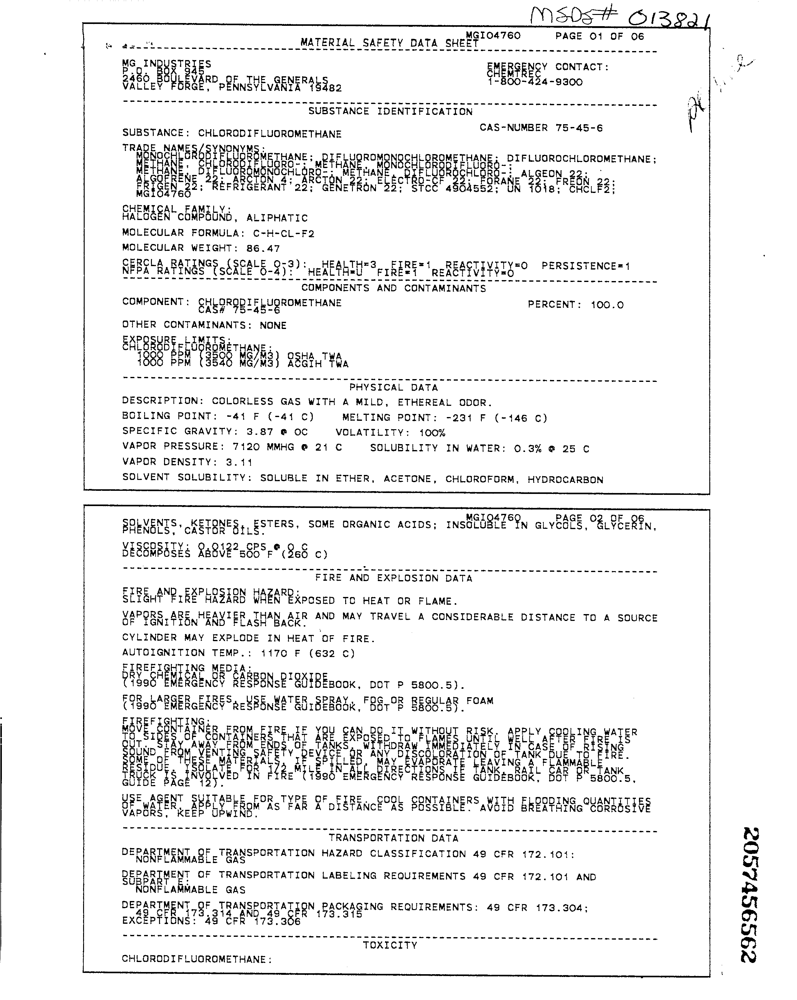 MSDS# 013821
MGI04760 PAGE 01 OF 06
MATERIAL SAFETY DATA SHEET
MG INDUSTRIES
P.O. BOX 945
2460 BOULEVARD OF THE GENERALS
VALLEY FORGE, PENNSYLVANIA 19482
EMERGENCY CONTACT:
CHEMTREC
1-800-424-9300
SUBSTANCE IDENTIFICATION
CAS-NUMBER 75-45-6
SUBSTANCE: CHLORODIFLUOROMETHANE
TRADE NAMES/SYNONYMS:
MONOCHLORODIFLUOROMETHANE; DIFLUOROMONOCHLOROMETHANE; DIFLUOROCHLOROMETHANE;
METHANE, CHLORODIFLUORO-; METHANE, MONOCHLORODIFLUORO-;
METHANE, DIFLUOROMONOCHLORO-; METHANE, DIFLUOROCHLORO-; ALGEON 22;
ALGOFRENE 22; ARCTON 4; ARCTON 22; ELECTRO-CF 22; FORANE 22; FREON 22;
FRIGEN 22; REFRIGERANT 22; GENETRON 22; STCC 4904552; UN 1018; CHCLF2;
MGI04760
CHEMICAL FAMILY:
HALOGEN COMPOUND, ALIPHATIC
MOLECULAR FORMULA: C-H-CL-F2
MOLECULAR WEIGHT: 86.47
CERCLA RATINGS (SCALE 0-3): HEALTH=3 FIRE=1 REACTIVITY=0 PERSISTENCE=1
NFPA RATINGS (SCALE 0-4): HEALTH=U FIRE=1 REACTIVITY=0
COMPONENTS AND CONTAMINANTS
COMPONENT: CHLORODIFLUOROMETHANE PERCENT: 100.0
CAS# 75-45-6
OTHER CONTAMINANTS: NONE
EXPOSURE LIMITS:
CHLORODIFLUOROMETHANE:
1000 PPM (3500 MG/M3) OSHA TWA
1000 PPM (3540 MG/M3) ACGIH TWA
PHYSICAL DATA
DESCRIPTION: COLORLESS GAS WITH A MILD, ETHEREAL ODOR.
BOILING POINT: -41 F (-41 C) MELTING POINT: -231 F (-146 C)
SPECIFIC GRAVITY: 3.87 @ 0C VOLATILITY: 100%
VAPOR PRESSURE: 7120 MMHG @ 21 C SOLUBILITY IN WATER: 0.3% @ 25 C
VAPOR DENSITY: 3.11
SOLVENT SOLUBILITY: SOLUBLE IN ETHER, ACETONE, CHLOROFORM, HYDROCARBON
MGI04760 PAGE 02 OF 06
SOLVENTS, KETONES, ESTERS, SOME ORGANIC ACIDS; INSOLUBLE IN GLYCOLS, GLYCERIN,
PHENOLS, CASTOR OILS.
VISCOSITY: 0.0122 CPS @ 0 C
DECOMPOSES ABOVE 500 F (260 C)
FIRE AND EXPLOSION DATA
FIRE AND EXPLOSION HAZARD:
SLIGHT FIRE HAZARD WHEN EXPOSED TO HEAT OR FLAME.
VAPORS ARE HEAVIER THAN AIR AND MAY TRAVEL A CONSIDERABLE DISTANCE TO A SOURCE
OF IGNITION AND FLASH BACK.
CYLINDER MAY EXPLODE IN HEAT OF FIRE.
AUTOIGNITION TEMP.: 1170 F (632 C)
FIREFIGHTING MEDIA:
DRY CHEMICAL OR CARBON DIOXIDE
(1990 EMERGENCY RESPONSE GUIDEBOOK, DOT P 5800.5).
FOR LARGER FIRES, USE WATER SPRAY, FOG OR REGULAR FOAM
(1990 EMERGENCY RESPONSE GUIDEBOOK, DOT P 5800.5).
FIREFIGHTING:
MOVE CONTAINER FROM FIRE IF YOU CAN DO IT WITHOUT RISK. APPLY COOLING WATER
TO SIDES OF CONTAINERS THAT ARE EXPOSED TO FLAMES UNTIL WELL AFTER FIRE IS
OUT. STAY AWAY FROM ENDS OF TANKS. WITHDRAW IMMEDIATELY IN CASE OF RISING
SOUND FROM VENTING SAFETY DEVICE OR ANY DISCOLORATION OF TANK DUE TO FIRE.
SOME OF THESE MATERIALS, IF SPILLED, MAY EVAPORATE LEAVING A FLAMMABLE
RESIDUE. ISOLATE FOR 1/2 MILE IN ALL DIRECTIONS IF TANK, RAIL CAR OR TANK
TRUCK IS INVOLVED IN FIRE (1990 EMERGENCY RESPONSE GUIDEBOOK, DOT P 5800.5,
GUIDE PAGE 12).
USE AGENT SUITABLE FOR TYPE OF FIRE. COOL CONTAINERS WITH FLOODING QUANTITIES
OF WATER, APPLY FROM AS FAR A DISTANCE AS POSSIBLE. AVOID BREATHING CORROSIVE
VAPORS, KEEP UPWIND.
TRANSPORTATION DATA
DEPARTMENT OF TRANSPORTATION HAZARD CLASSIFICATION 49 CFR 172.101:
NONFLAMMABLE GAS
DEPARTMENT OF TRANSPORTATION LABELING REQUIREMENTS 49 CFR 172.101 AND
SUBPART E:
NONFLAMMABLE GAS
DEPARTMENT OF TRANSPORTATION PACKAGING REQUIREMENTS: 49 CFR 173.304;
49 CFR 173.314 AND 49 CFR 173.315
EXCEPTIONS: 49 CFR 173.306
TOXICITY
CHLORODIFLUOROMETHANE:
2057456562